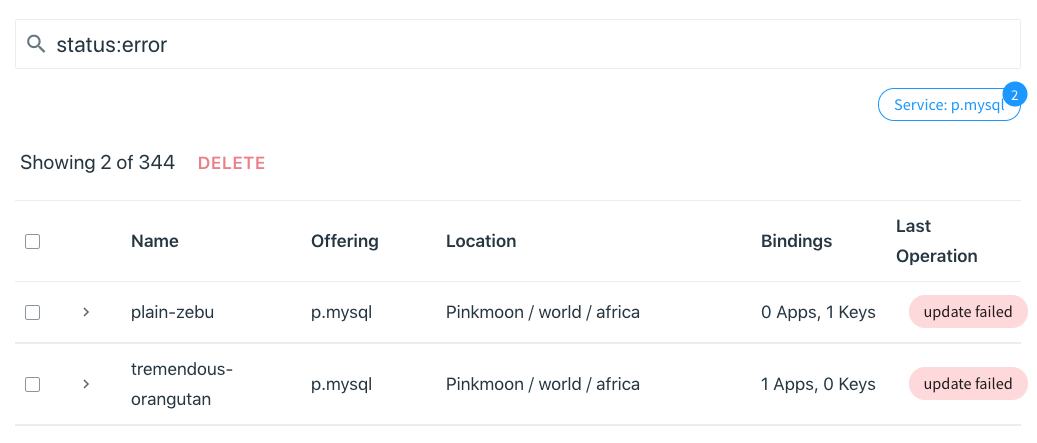 status:error
Service: p.mysql 2
Showing 2 of 344 DELETE
Name Offering Location Bindings Last Operation
plain-zebu p.mysql Pinkmoon / world / africa 0 Apps, 1 Keys update failed
tremendous-orangutan p.mysql Pinkmoon / world / africa 1 Apps, 0 Keys update failed